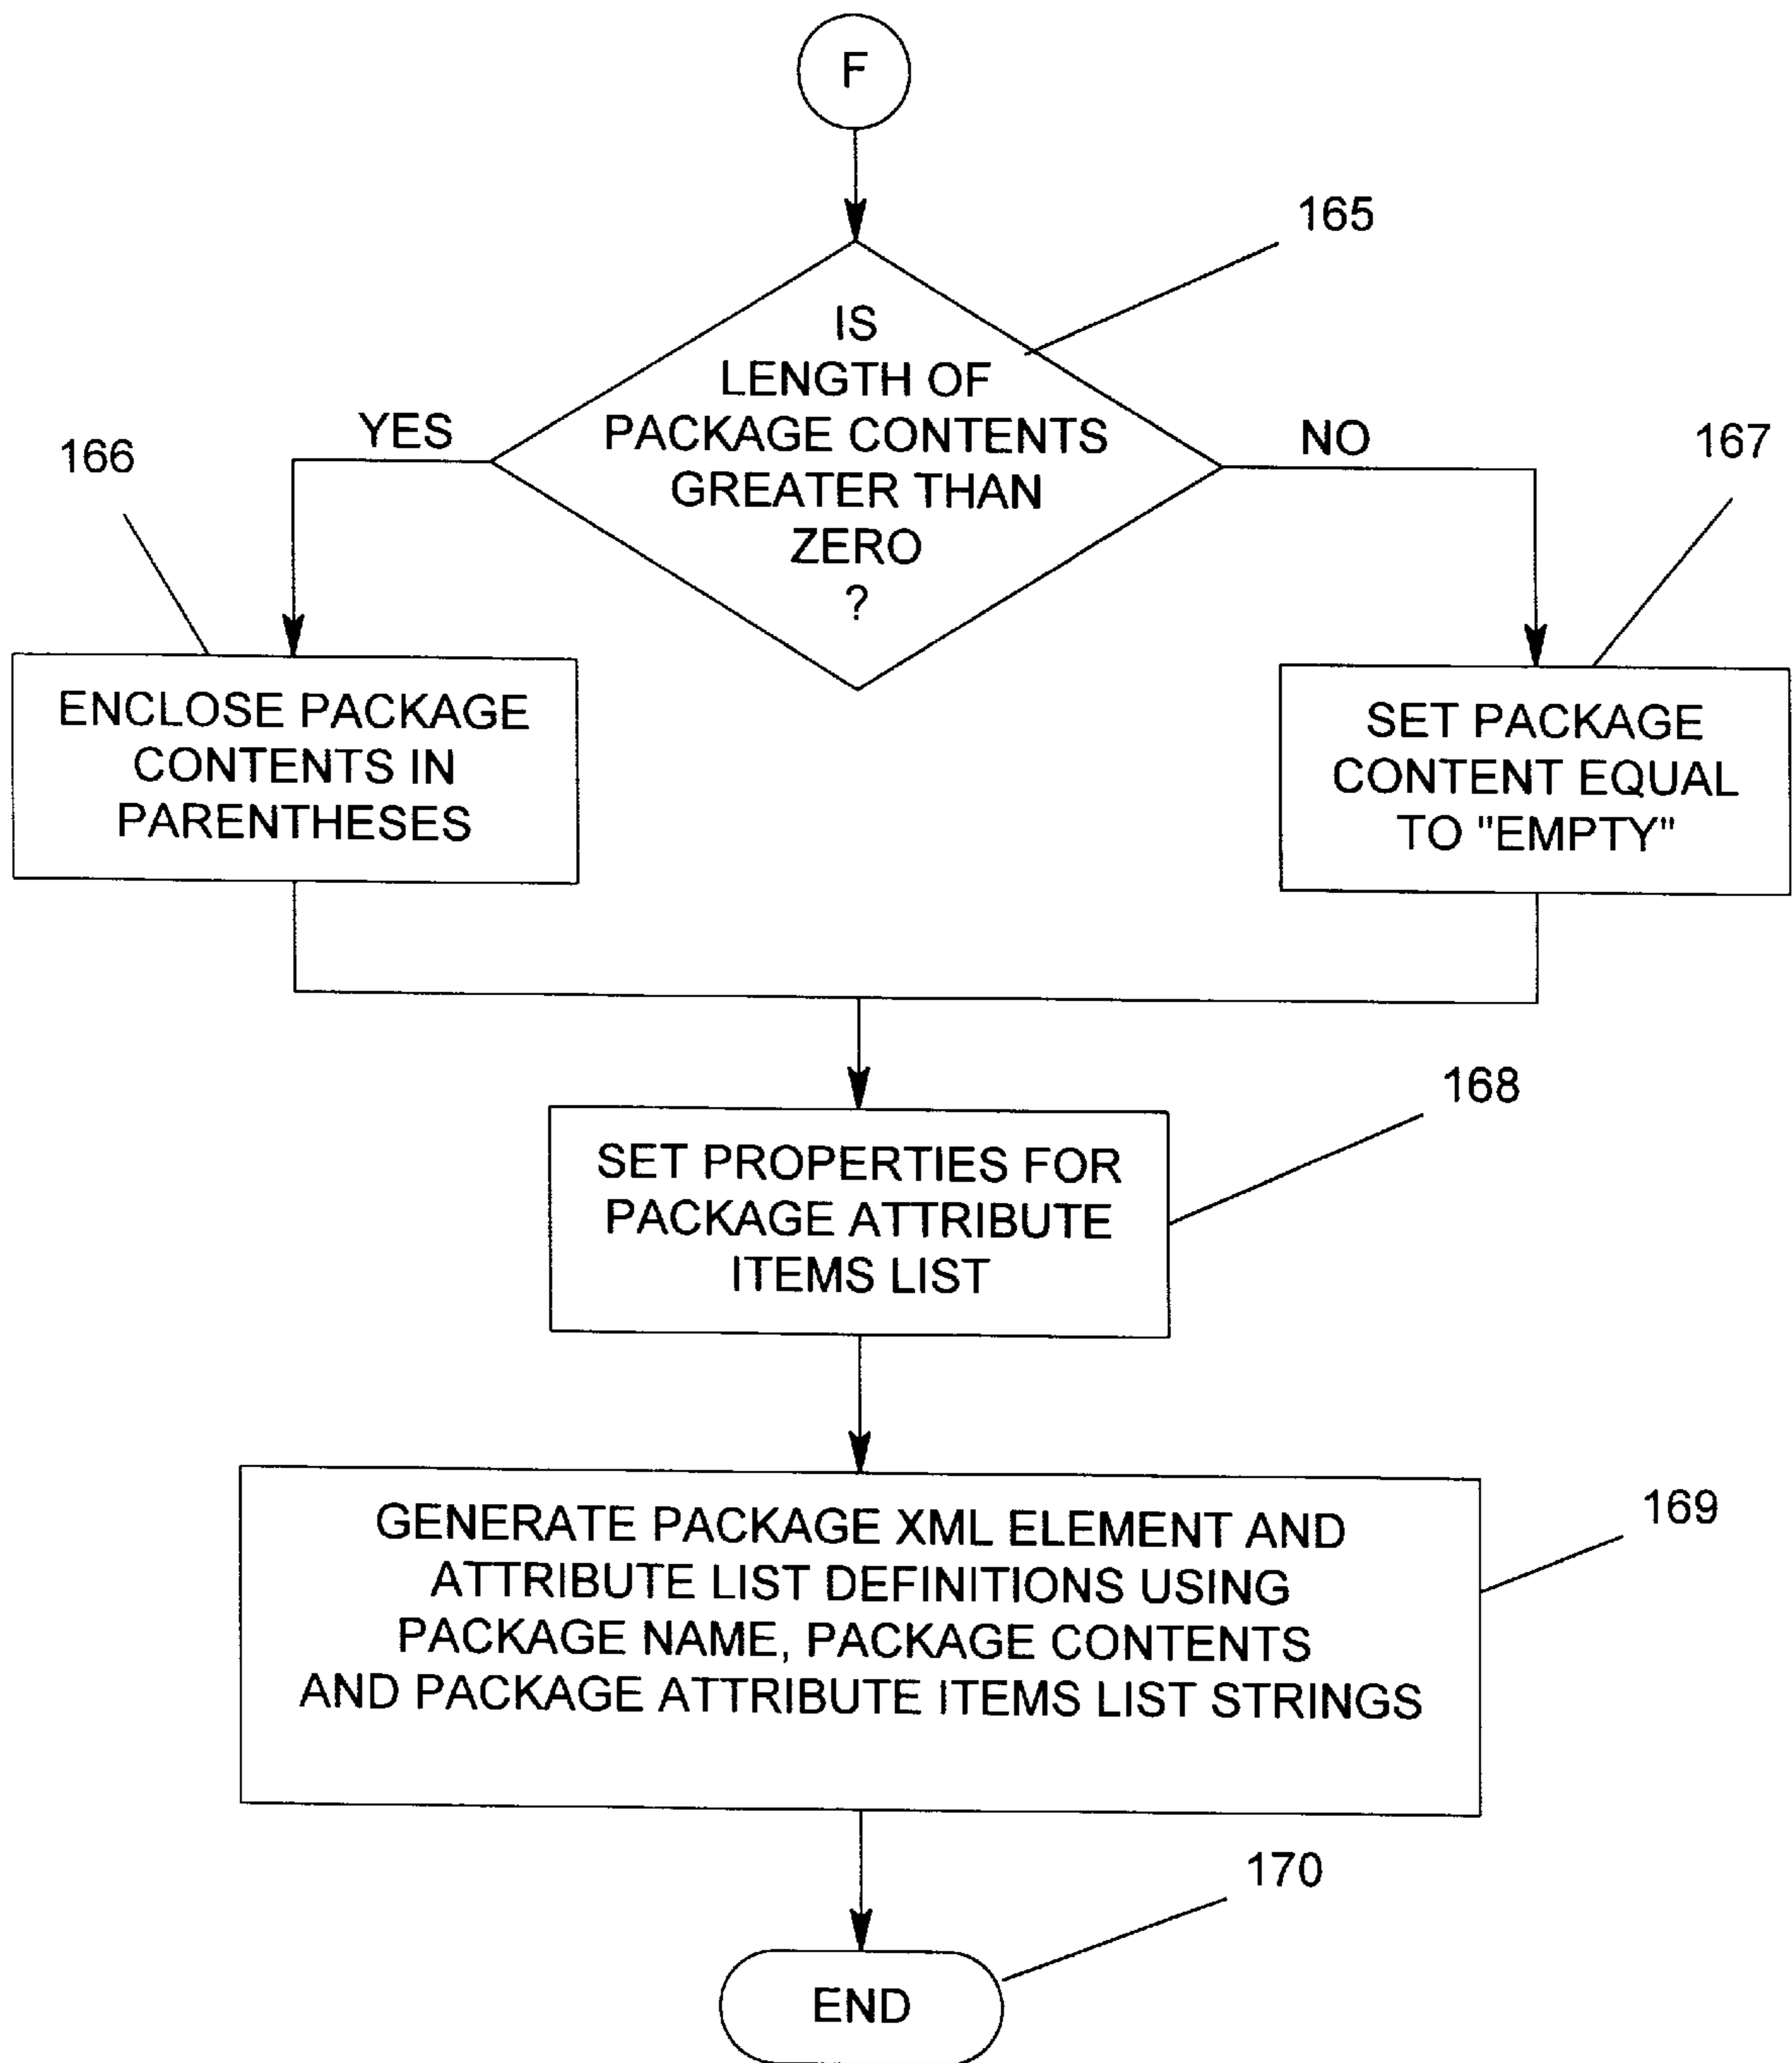 F
165
IS
LENGTH OF
PACKAGE CONTENTS
GREATER THAN
ZERO
?
YES
NO
166
167
ENCLOSE PACKAGE
CONTENTS IN
PARENTHESES
SET PACKAGE
CONTENT EQUAL
TO "EMPTY"
168
SET PROPERTIES FOR
PACKAGE ATTRIBUTE
ITEMS LIST
169
GENERATE PACKAGE XML ELEMENT AND
ATTRIBUTE LIST DEFINITIONS USING
PACKAGE NAME, PACKAGE CONTENTS
AND PACKAGE ATTRIBUTE ITEMS LIST STRINGS
170
END